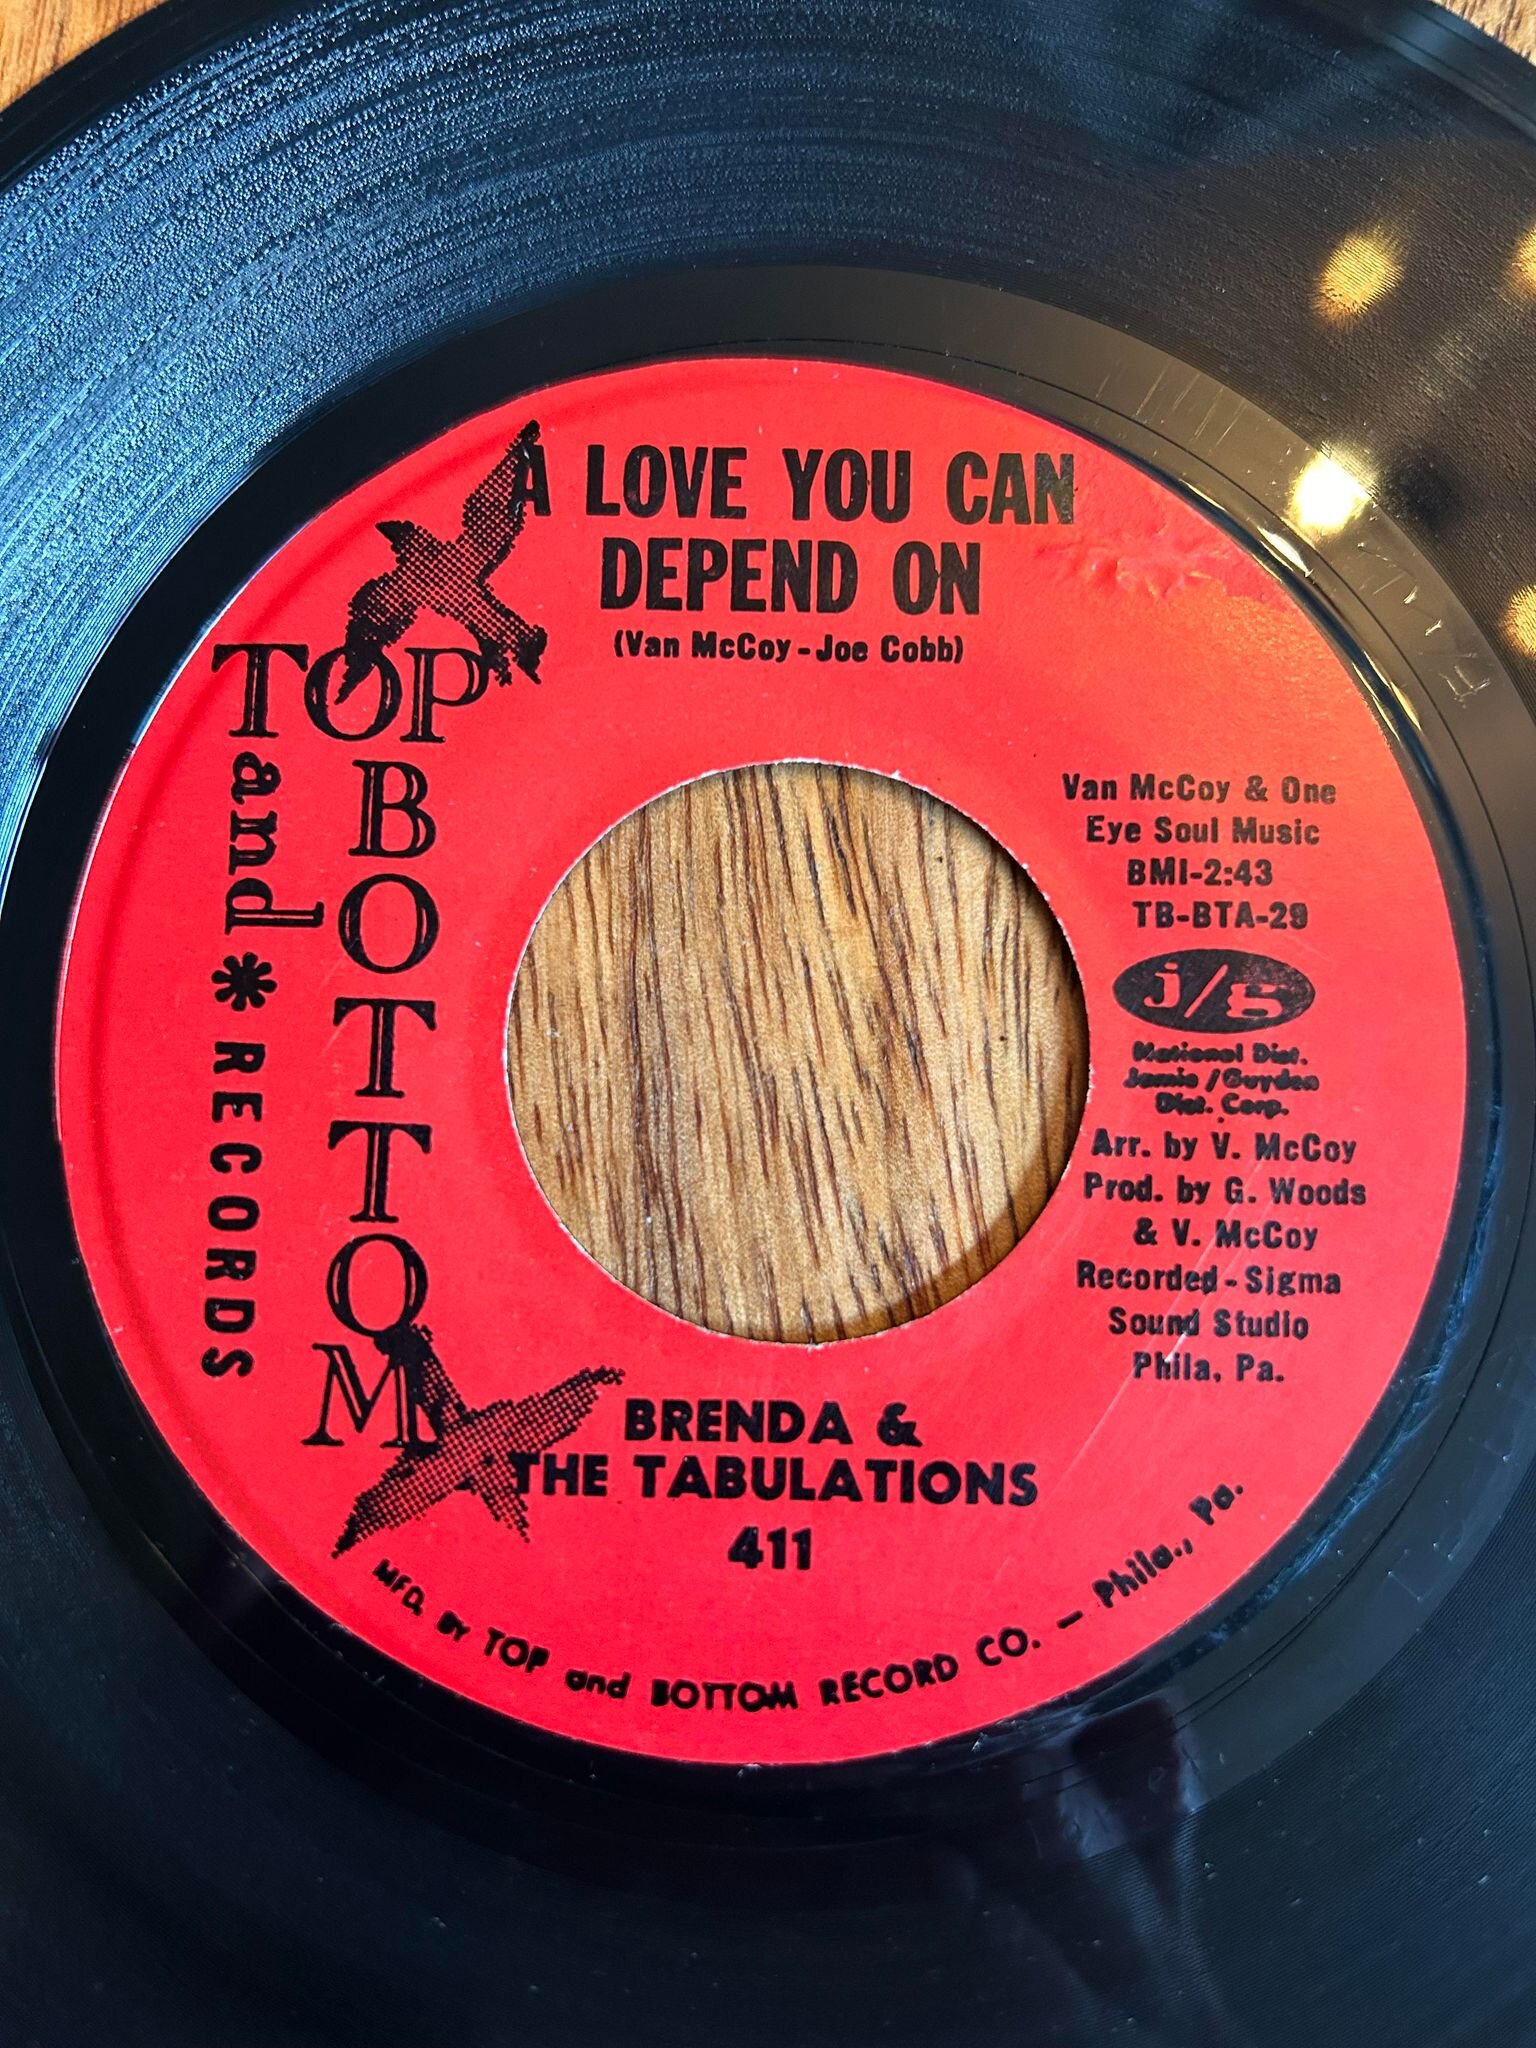 A LOVE YOU CAN
DEPEND ON
(Van McCoy-Joe Cobb)
TOP
and
BOTTOM
* RECORDS
Van McCoy & One
Eye Soul Music
BMI-2:43
TB-BTA-29
j/g
National Dist.
Jamie/Guyden
Dist. Corp.
Arr. by V. McCoy
Prod. by G. Woods
& V. McCoy
Recorded-Sigma
Sound Studio
Phila, Pa.
BRENDA &
THE TABULATIONS
411
MFG. BY TOP and BOTTOM RECORD CO. — Phila., Pa.